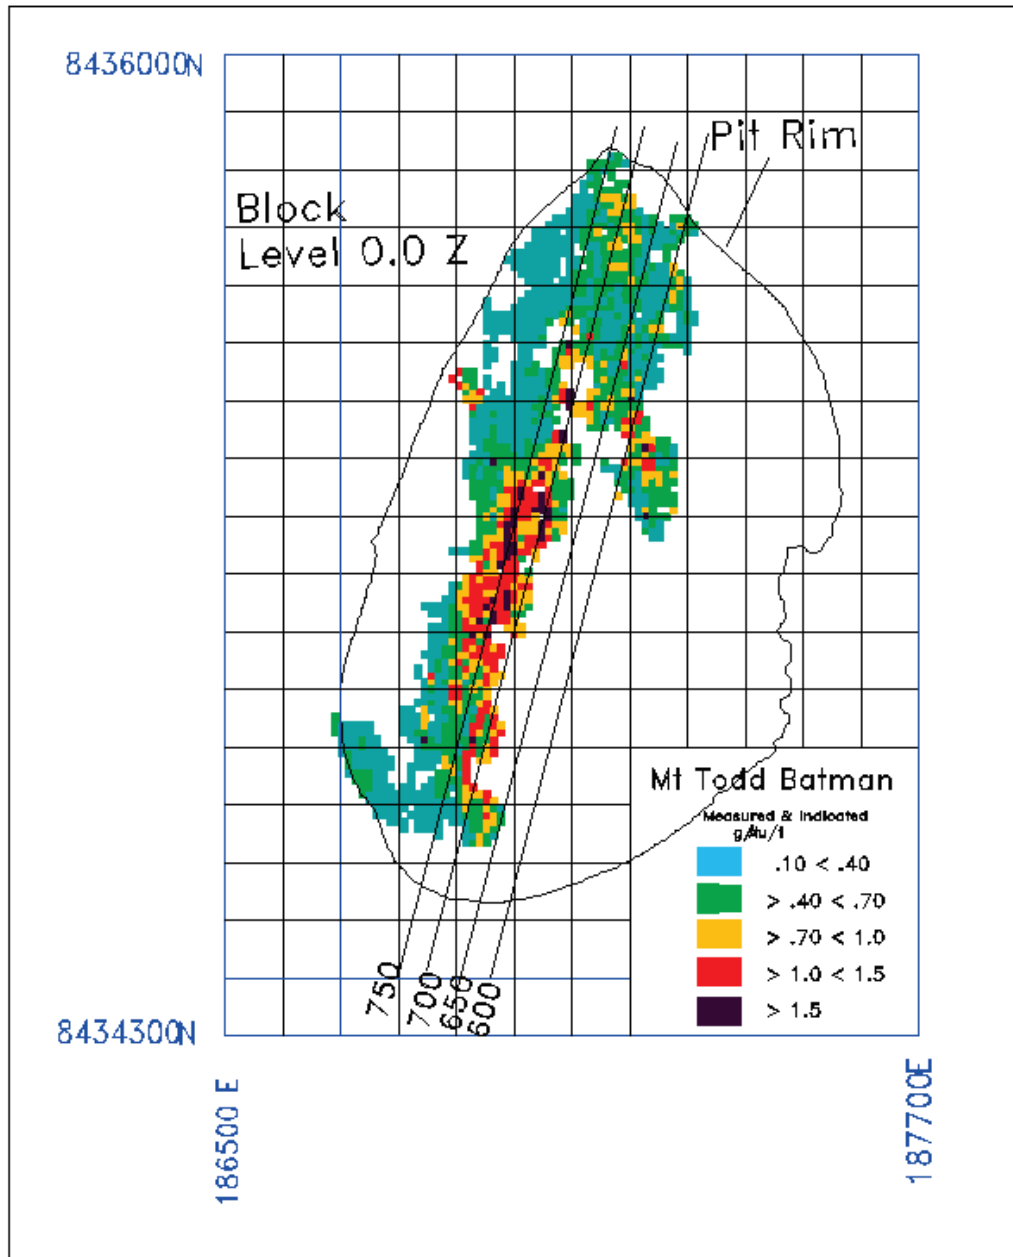 8436000N
Pit Rim
Block
Level 0.0 Z
Mt Todd Batman
Measured & Indicated
g/Au/t
.10 < .40
> .40 < .70
> .70 < 1.0
> 1.0 < 1.5
> 1.5
750
700
650
600
8434300N
186500 E
187700E